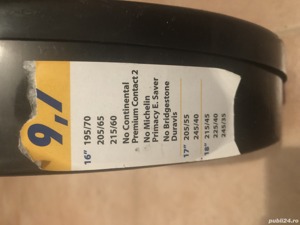 9,7
16" 195/70
205/65
215/60
No Continental
Premium Contact 2
No Michelin
Primacy E. Saver
No Bridgestone
Duravis
17" 205/55
245/40
18" 215/45
225/40
245/35
publi24.ro